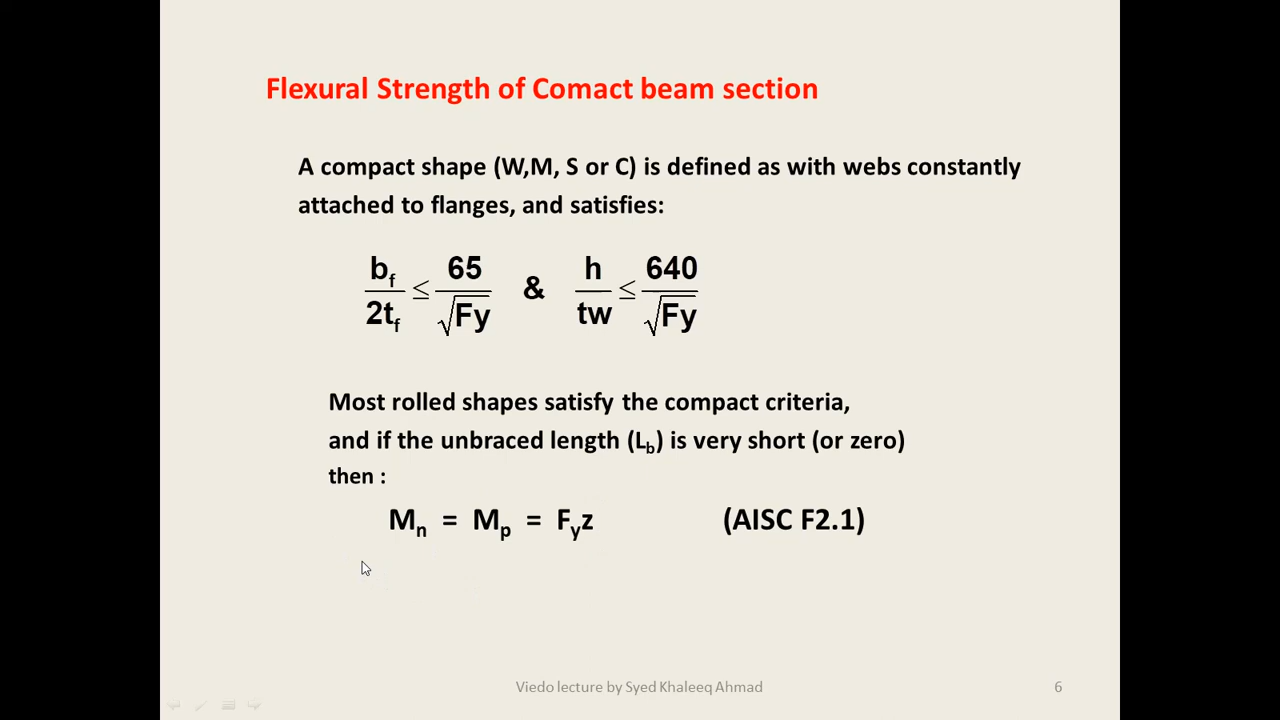 Flexural Strength of Comact beam section
A compact shape (W,M, S or C) is defined as with webs constantly
attached to flanges, and satisfies:
b_f/2t_f ≤ 65/√Fy & h/tw ≤ 640/√Fy
Most rolled shapes satisfy the compact criteria,
and if the unbraced length (L_b) is very short (or zero)
then :
M_n = M_p = F_yz (AISC F2.1)
Viedo lecture by Syed Khaleeq Ahmad 6